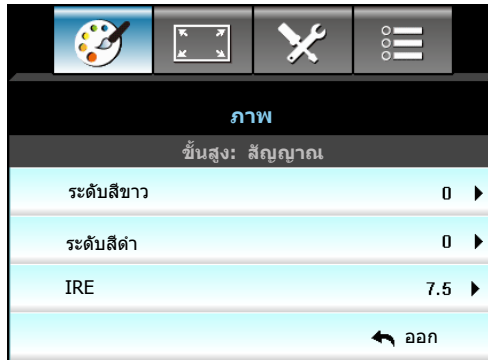 ภาพ
ขั้นสูง: สัญญาณ
ระดับสีขาว 0
ระดับสีดำ 0
IRE 7.5
ออก